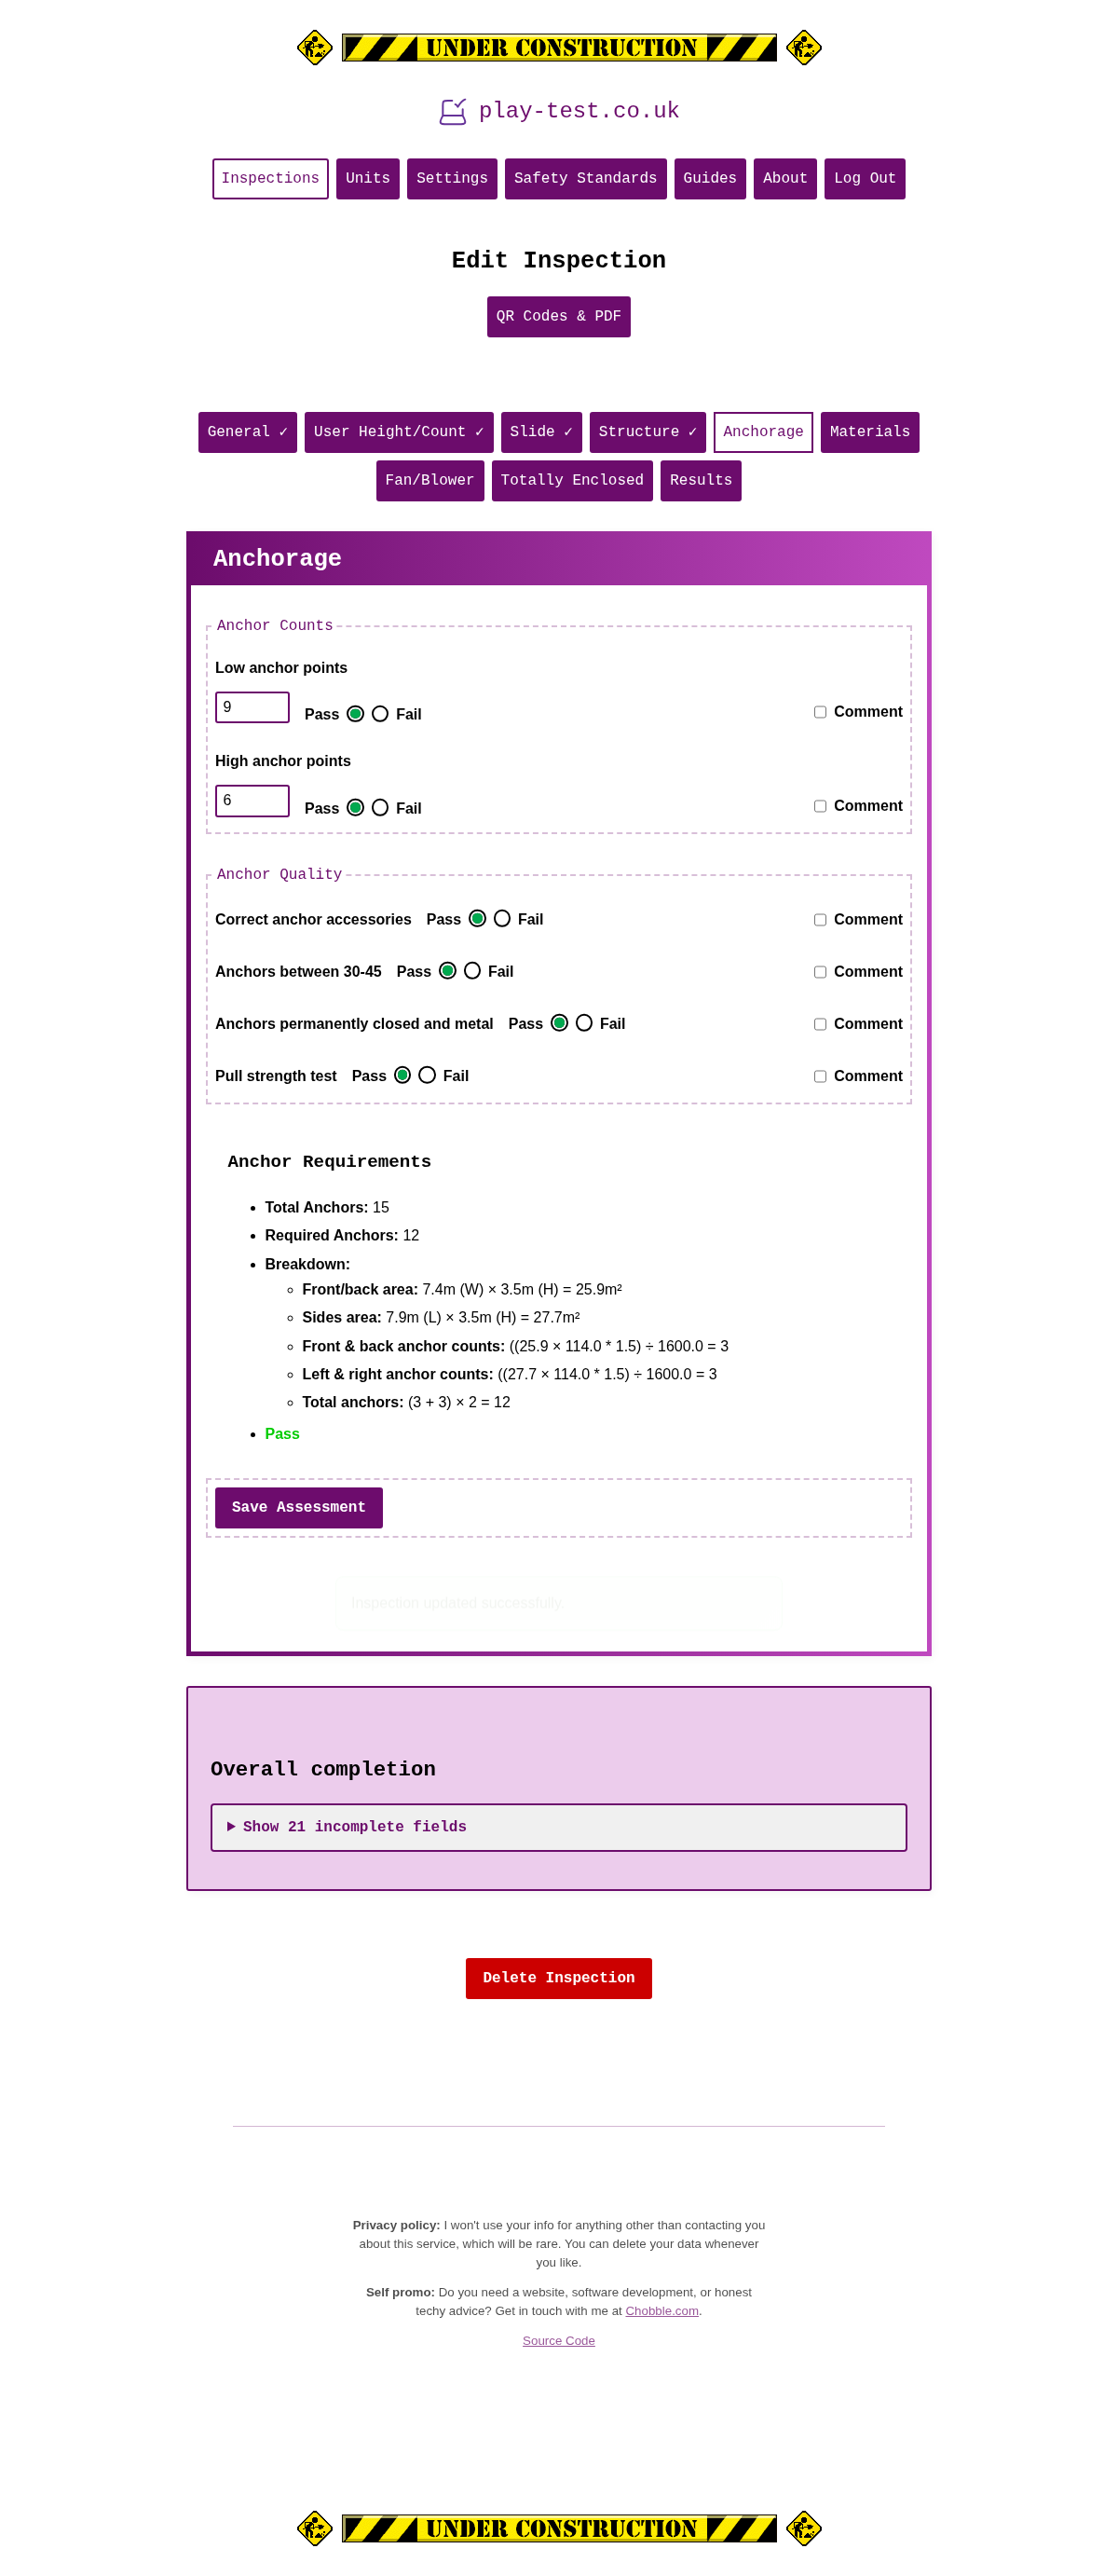 UNDER CONSTRUCTION
play-test.co.uk
Inspections Units Settings Safety Standards Guides About Log Out
Edit Inspection
QR Codes & PDF
General ✓ User Height/Count ✓ Slide ✓ Structure ✓ Anchorage Materials
Fan/Blower Totally Enclosed Results
Anchorage
Anchor Counts
Low anchor points
9 Pass Fail Comment
High anchor points
6 Pass Fail Comment
Anchor Quality
Correct anchor accessories Pass Fail Comment
Anchors between 30-45 Pass Fail Comment
Anchors permanently closed and metal Pass Fail Comment
Pull strength test Pass Fail Comment
Anchor Requirements
• Total Anchors: 15
• Required Anchors: 12
• Breakdown:
◦ Front/back area: 7.4m (W) × 3.5m (H) = 25.9m²
◦ Sides area: 7.9m (L) × 3.5m (H) = 27.7m²
◦ Front & back anchor counts: ((25.9 × 114.0 * 1.5) ÷ 1600.0 = 3
◦ Left & right anchor counts: ((27.7 × 114.0 * 1.5) ÷ 1600.0 = 3
◦ Total anchors: (3 + 3) × 2 = 12
• Pass
Save Assessment
Inspection updated successfully.
Overall completion
▶ Show 21 incomplete fields
Delete Inspection
Privacy policy: I won't use your info for anything other than contacting you
about this service, which will be rare. You can delete your data whenever
you like.
Self promo: Do you need a website, software development, or honest
techy advice? Get in touch with me at Chobble.com.
Source Code
UNDER CONSTRUCTION